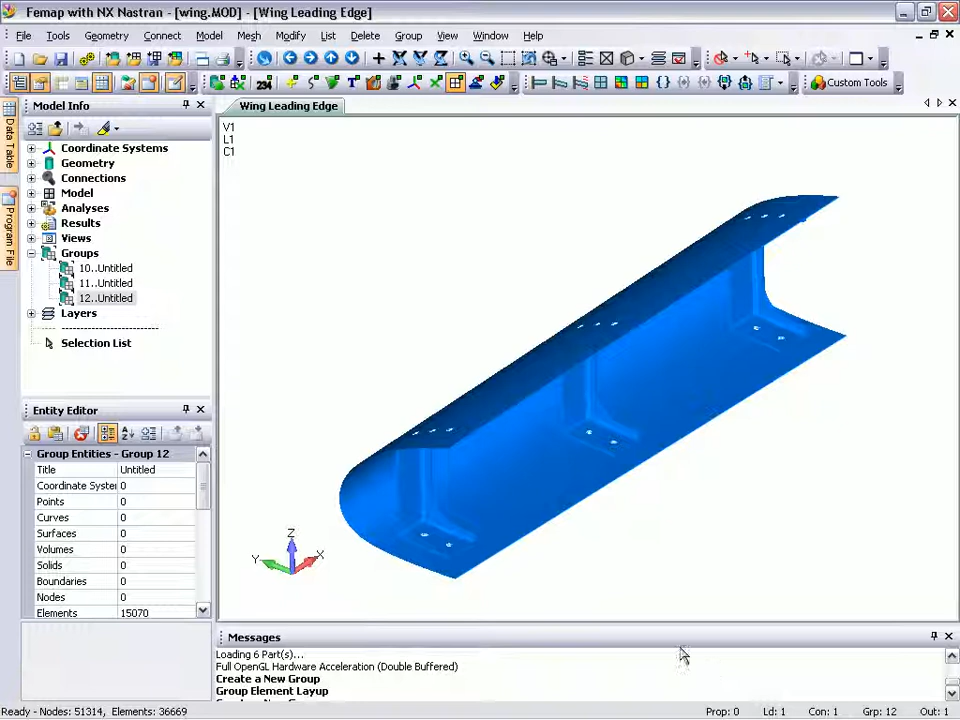 Femap with NX Nastran - [wing.MOD] - [Wing Leading Edge]
File Tools Geometry Connect Model Mesh Modify List Delete Group View Window Help
234
Custom Tools
Model Info
Wing Leading Edge
Data Table
Program File
Coordinate Systems
Geometry
Connections
Model
Analyses
Results
Views
Groups
10..Untitled
11..Untitled
12..Untitled
Layers
Selection List
V1
L1
C1
Z
Y
X
Entity Editor
Group Entities - Group 12
Title Untitled
Coordinate Syste 0
Points 0
Curves 0
Surfaces 0
Volumes 0
Solids 0
Boundaries 0
Nodes 0
Elements 15070
Messages
Loading 6 Part(s)...
Full OpenGL Hardware Acceleration (Double Buffered)
Create a New Group
Group Element Layup
Ready - Nodes: 51314, Elements: 36669 Prop: 0 Ld: 1 Con: 1 Grp: 12 Out: 1